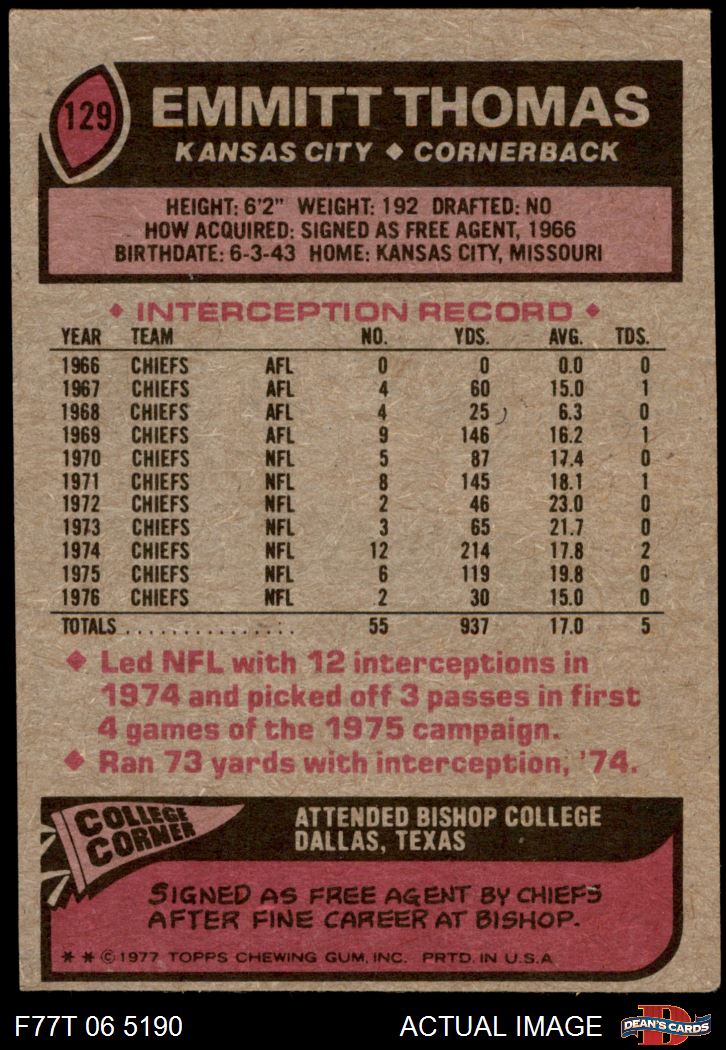 129
EMMITT THOMAS
KANSAS CITY ◆ CORNERBACK
HEIGHT: 6'2" WEIGHT: 192 DRAFTED: NO
HOW ACQUIRED: SIGNED AS FREE AGENT, 1966
BIRTHDATE: 6-3-43 HOME: KANSAS CITY, MISSOURI
◆ INTERCEPTION RECORD ◆
YEAR TEAM NO. YDS. AVG. TDS.
1966 CHIEFS AFL 0 0 0.0 0
1967 CHIEFS AFL 4 60 15.0 1
1968 CHIEFS AFL 4 25 6.3 0
1969 CHIEFS AFL 9 146 16.2 1
1970 CHIEFS NFL 5 87 17.4 0
1971 CHIEFS NFL 8 145 18.1 1
1972 CHIEFS NFL 2 46 23.0 0
1973 CHIEFS NFL 3 65 21.7 0
1974 CHIEFS NFL 12 214 17.8 2
1975 CHIEFS NFL 6 119 19.8 0
1976 CHIEFS NFL 2 30 15.0 0
TOTALS ................ 55 937 17.0 5
◆ Led NFL with 12 interceptions in
1974 and picked off 3 passes in first
4 games of the 1975 campaign.
◆ Ran 73 yards with interception, '74.
COLLEGE
CORNER
ATTENDED BISHOP COLLEGE
DALLAS, TEXAS
SIGNED AS FREE AGENT BY CHIEFS
AFTER FINE CAREER AT BISHOP.
* * © 1977 TOPPS CHEWING GUM, INC. PRTD. IN U.S.A.
F77T 06 5190 ACTUAL IMAGE
D
DEAN'S CARDS